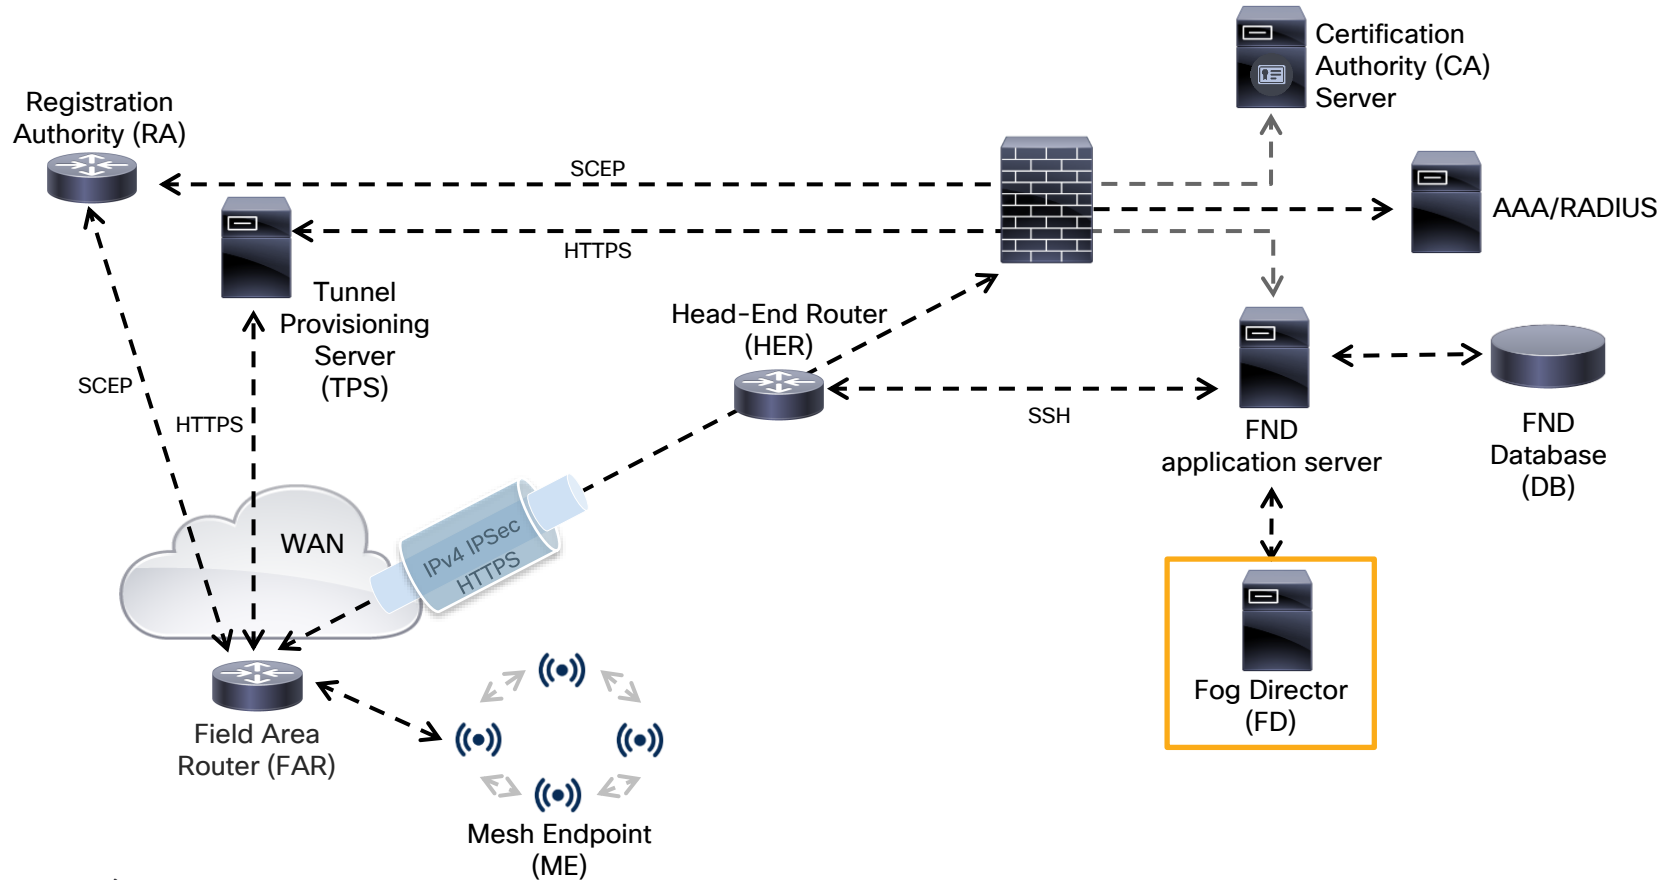 Certification
Authority (CA)
Server
Registration
Authority (RA)
SCEP
AAA/RADIUS
HTTPS
Tunnel
Provisioning
Server
(TPS)
Head-End Router
(HER)
SCEP
HTTPS
SSH
FND
application server
FND
Database
(DB)
WAN
IPv4 IPSec
HTTPS
Fog Director
(FD)
Field Area
Router (FAR)
Mesh Endpoint
(ME)